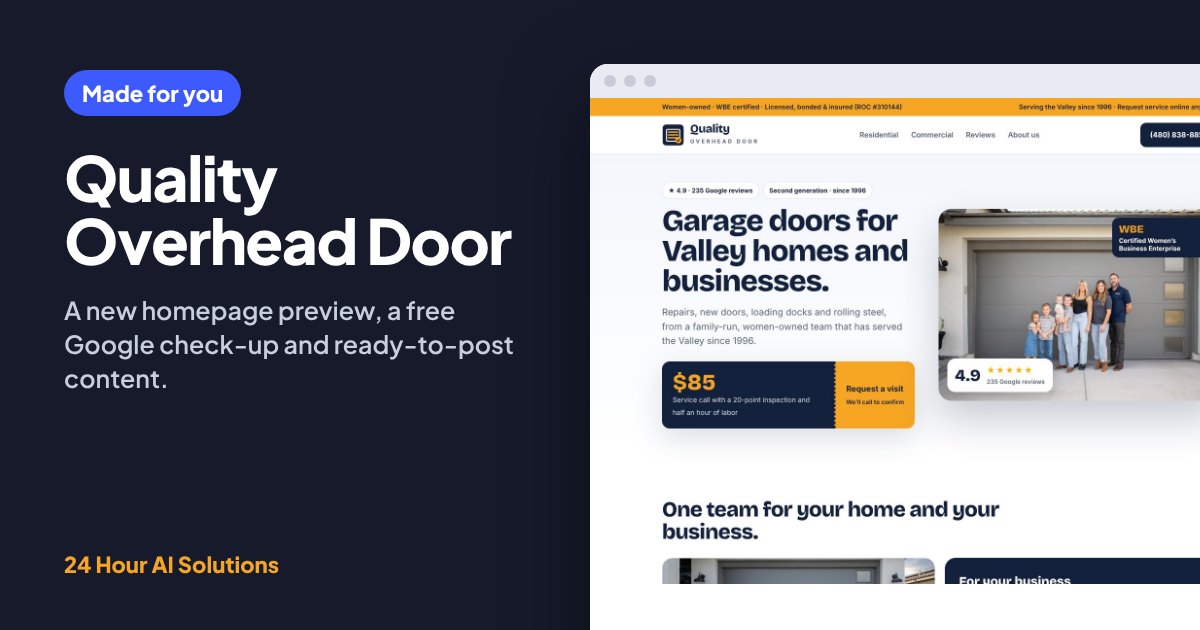 Made for you
Quality
Overhead Door
A new homepage preview, a free
Google check-up and ready-to-post
content.
24 Hour AI Solutions
Women-owned · WBE certified · Licensed, bonded & insured (ROC #310144)
Serving the Valley since 1996 · Request service online
Quality
OVERHEAD DOOR
Residential
Commercial
Reviews
About us
(480) 838-88
★ 4.9 · 235 Google reviews
Second generation · since 1996
Garage doors for
Valley homes and
businesses.
Repairs, new doors, loading docks and rolling steel,
from a family-run, women-owned team that has served
the Valley since 1996.
$85
Service call with a 20-point inspection and
half an hour of labor
Request a visit
We'll call to confirm
WBE
Certified Women's
Business Enterprise
4.9
★★★★★
235 Google reviews
One team for your home and your
business.
For your business